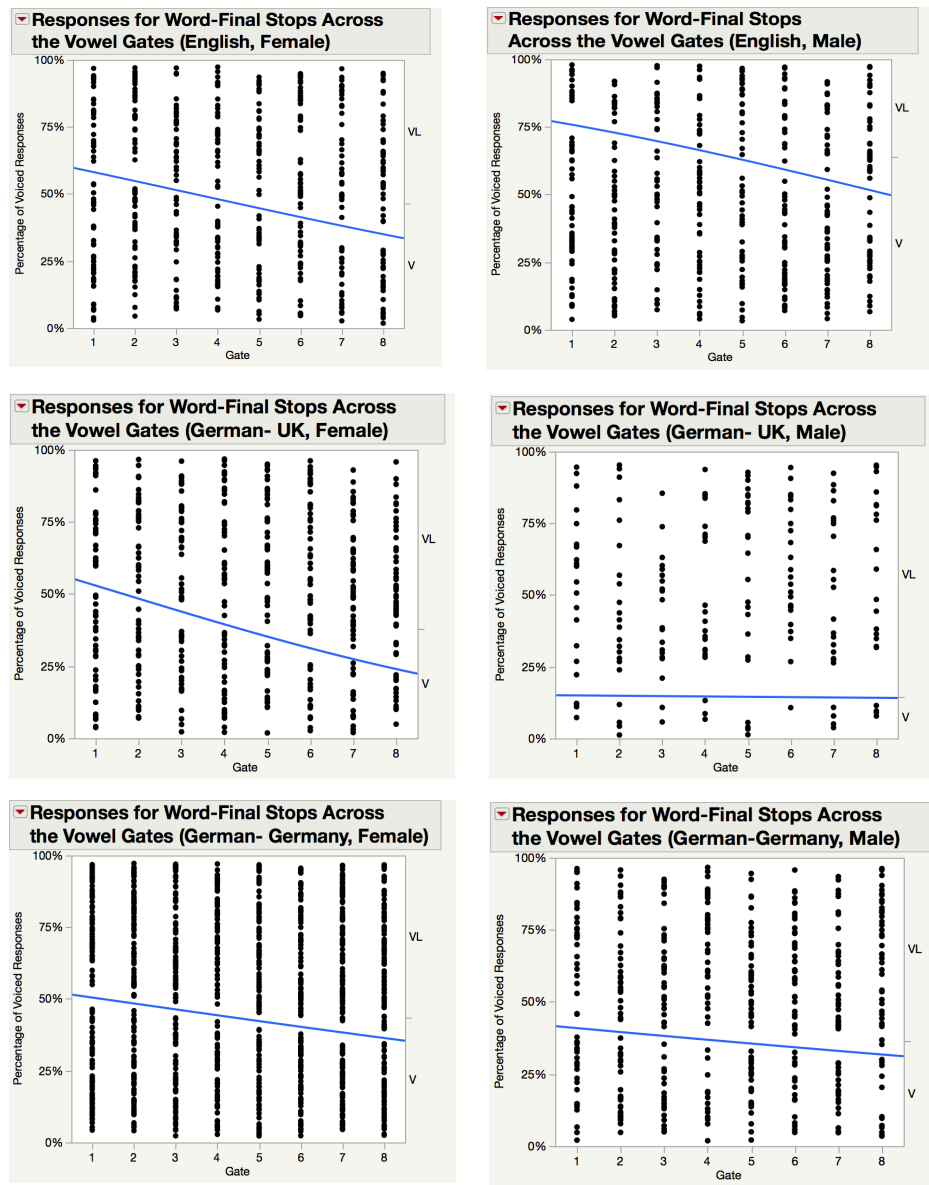 Responses for Word-Final Stops Across
the Vowel Gates (English, Female)
100%
75%
50%
25%
0%
Percentage of Voiced Responses
VL
V
1 2 3 4 5 6 7 8
Gate
Responses for Word-Final Stops
Across the Vowel Gates (English, Male)
100%
75%
50%
25%
0%
Percentage of Voiced Responses
VL
V
1 2 3 4 5 6 7 8
Gate
Responses for Word-Final Stops Across
the Vowel Gates (German- UK, Female)
100%
75%
50%
25%
0%
Percentage of Voiced Responses
VL
V
1 2 3 4 5 6 7 8
Gate
Responses for Word-Final Stops Across
the Vowel Gates (German- UK, Male)
100%
75%
50%
25%
0%
Percentage of Voiced Responses
VL
V
1 2 3 4 5 6 7 8
Gate
Responses for Word-Final Stops Across
the Vowel Gates (German- Germany, Female)
100%
75%
50%
25%
0%
Percentage of Voiced Responses
VL
V
1 2 3 4 5 6 7 8
Gate
Responses for Word-Final Stops Across
the Vowel Gates (German-Germany, Male)
100%
75%
50%
25%
0%
Percentage of Voiced Responses
VL
V
1 2 3 4 5 6 7 8
Gate